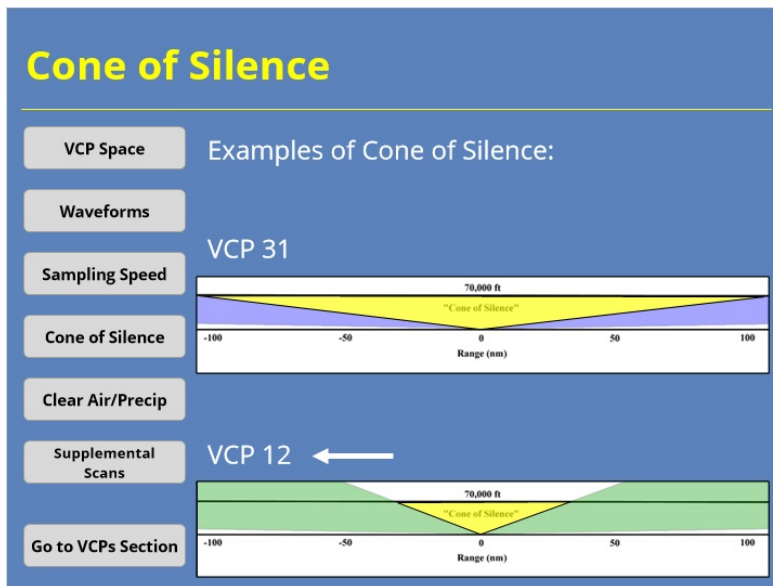 Cone of Silence
VCP Space
Waveforms
Sampling Speed
Cone of Silence
Clear Air/Precip
Supplemental
Scans
Go to VCPs Section
Examples of Cone of Silence:
VCP 31
70,000 ft
"Cone of Silence"
-100 -50 0 50 100
Range (nm)
VCP 12
70,000 ft
"Cone of Silence"
-100 -50 0 50 100
Range (nm)